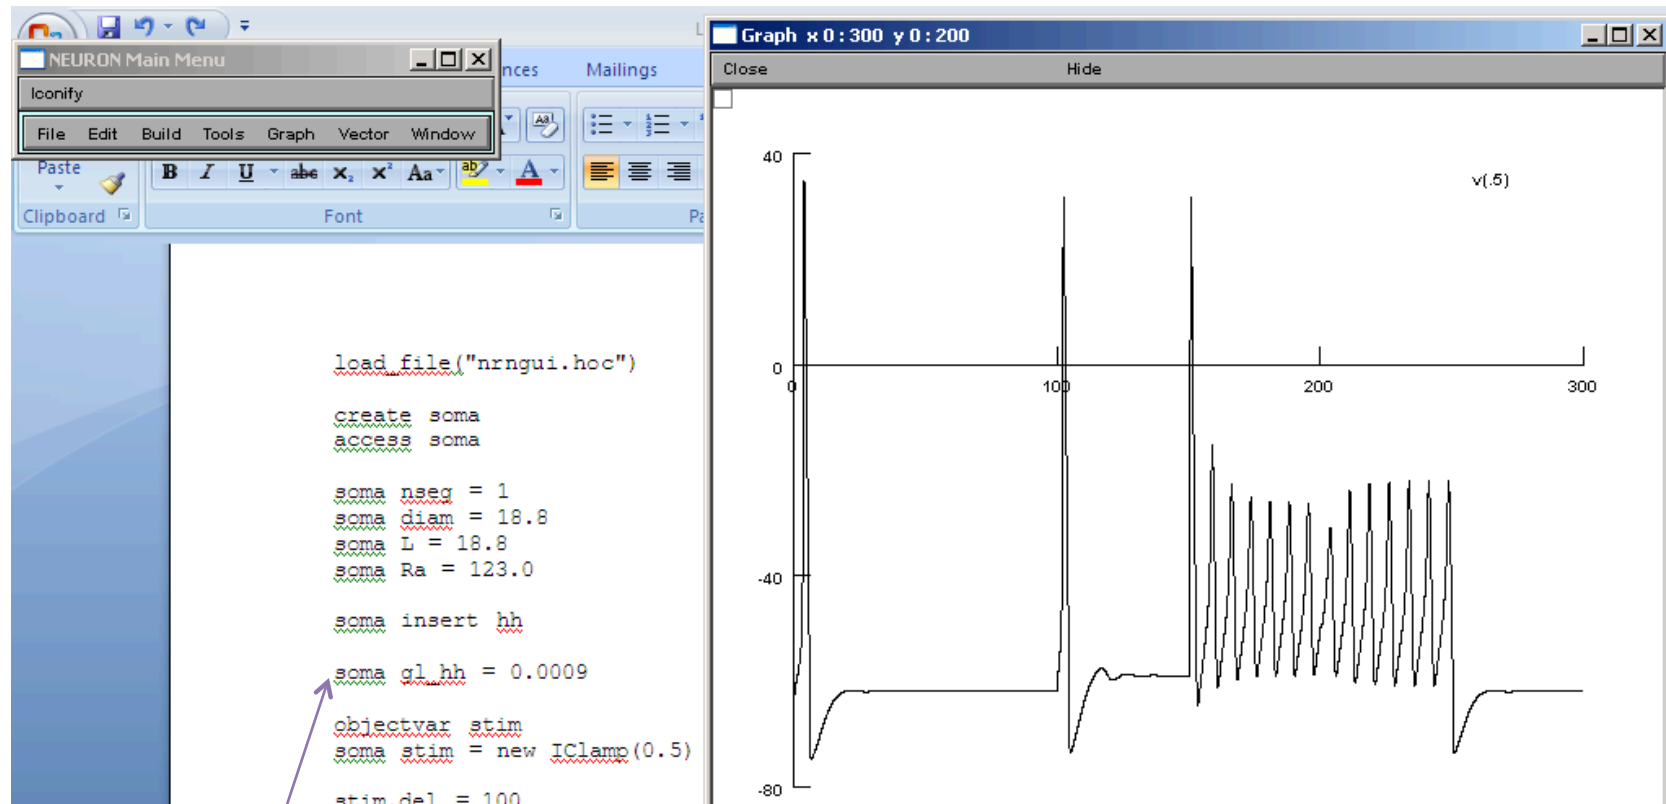 NEURON Main Menu
Iconify
File Edit Build Tools Graph Vector Window
nces Mailings
Paste
B I U abe x₂ x² Aa ab A
Clipboard Font
load_file("nrngui.hoc")
create soma
access soma
soma nseg = 1
soma diam = 18.8
soma L = 18.8
soma Ra = 123.0
soma insert hh
soma gl_hh = 0.0009
objectvar stim
soma stim = new IClamp(0.5)
stim.del = 100
Graph x 0 : 300 y 0 : 200
Close Hide
v(.5)
40
0
0 100 200 300
-40
-80